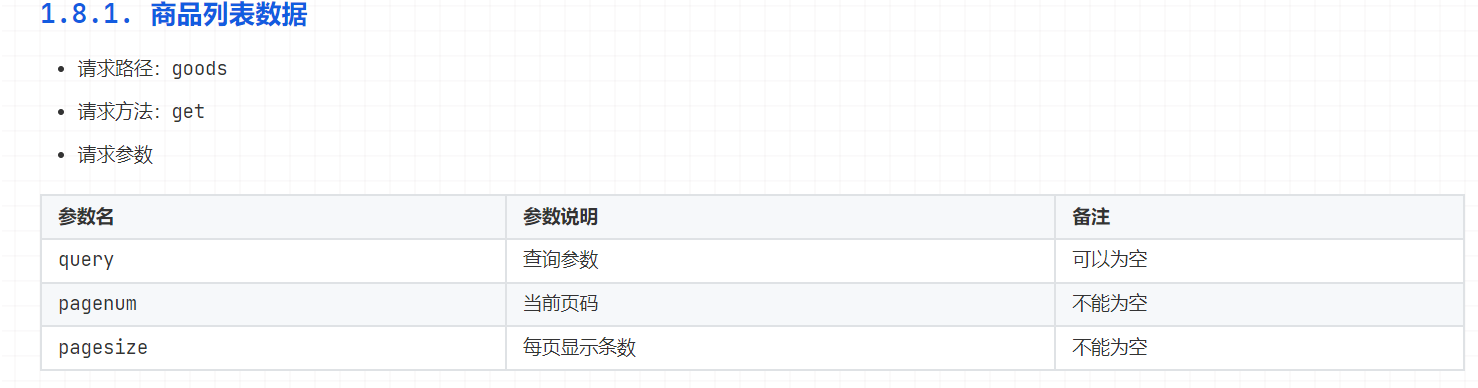 1.8.1. 商品列表数据
• 请求路径：goods
• 请求方法：get
• 请求参数
参数名 参数说明 备注
query 查询参数 可以为空
pagenum 当前页码 不能为空
pagesize 每页显示条数 不能为空